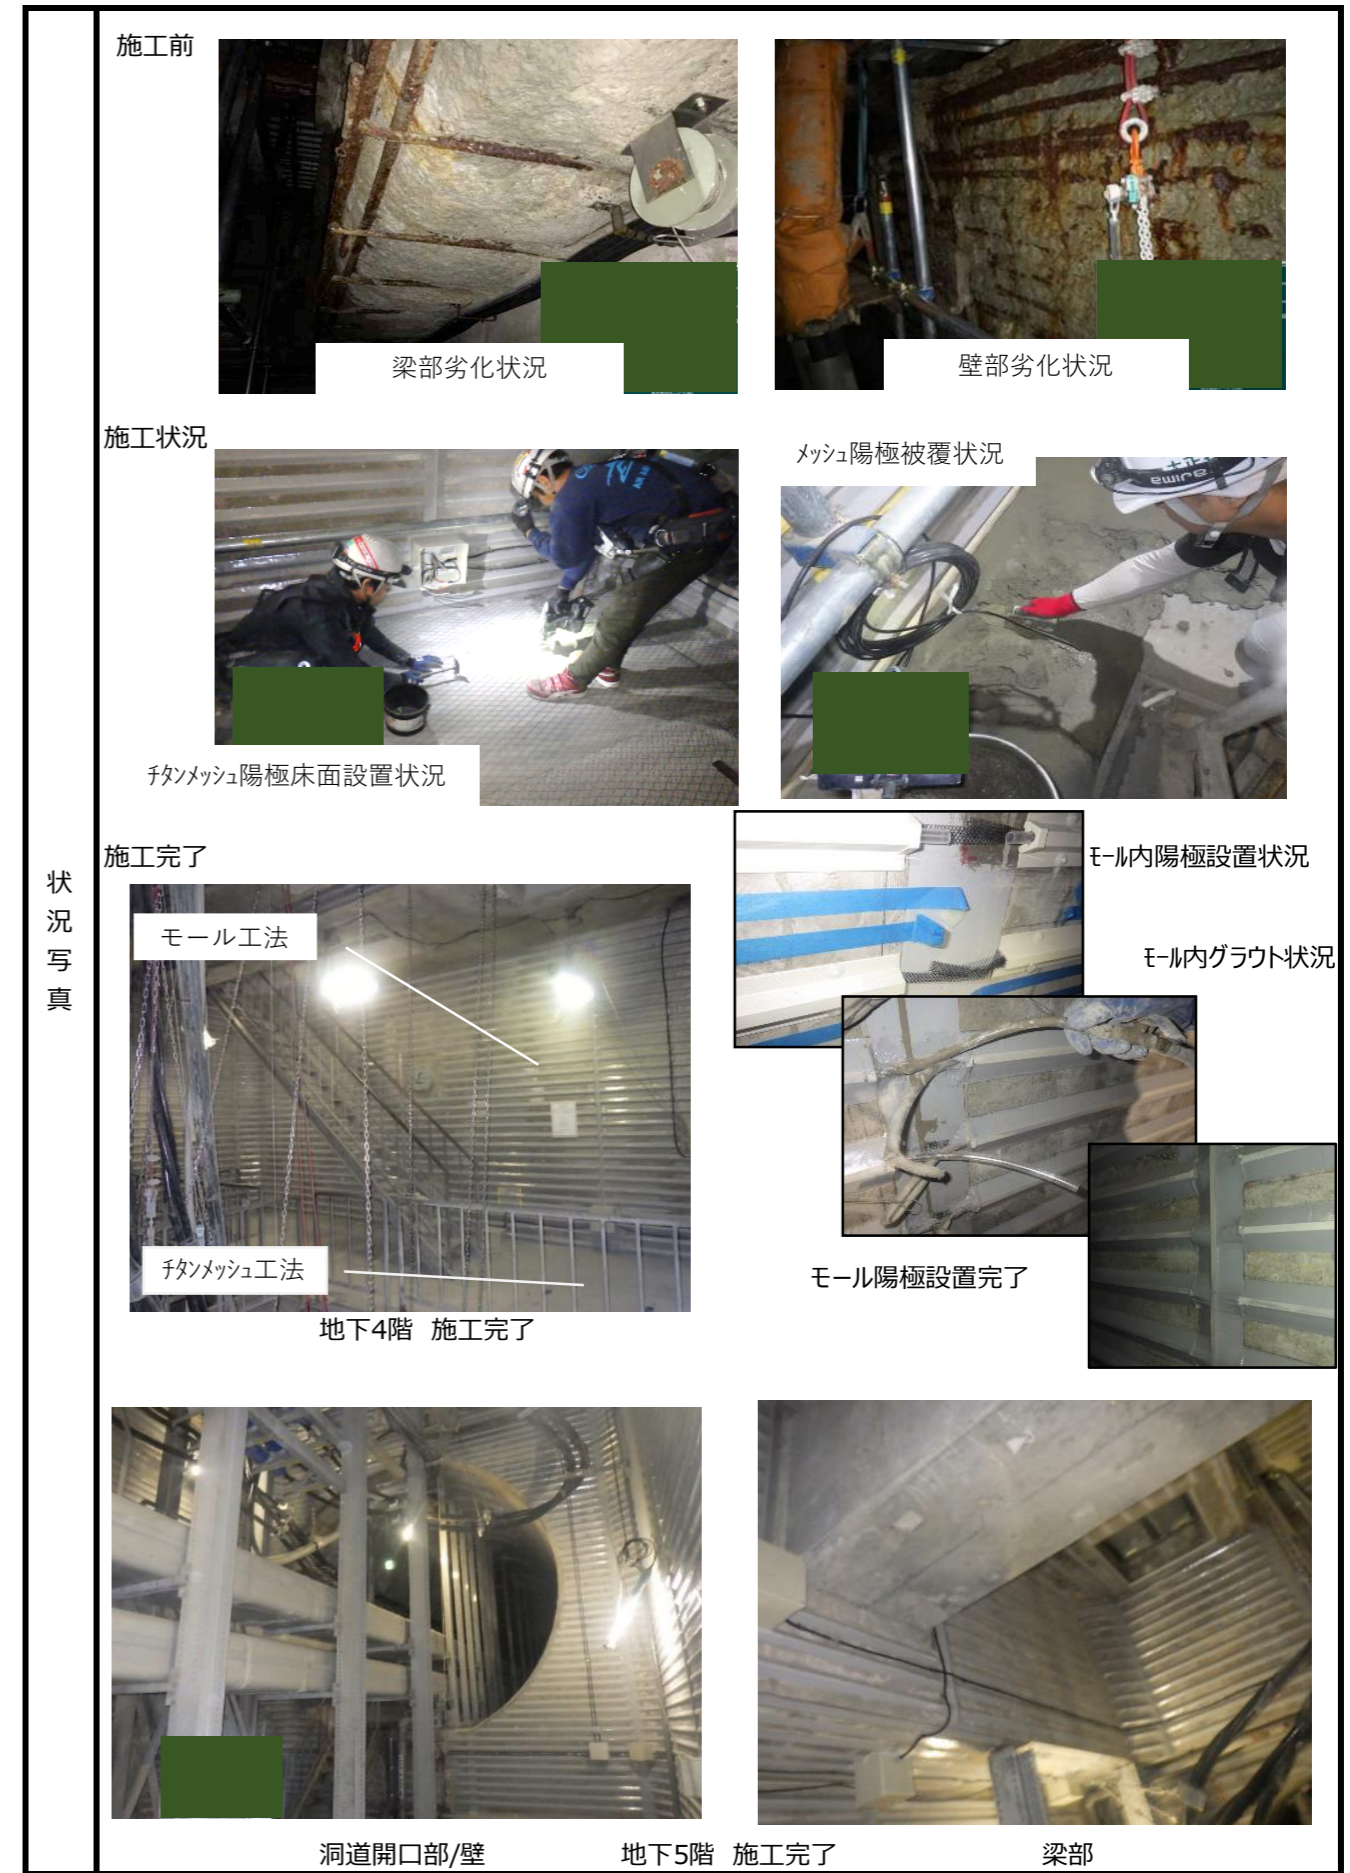 状況写真
施工前
梁部劣化状況
壁部劣化状況
施工状況
ﾒｯｼｭ陽極被覆状況
ﾁﾀﾝﾒｯｼｭ陽極床面設置状況
施工完了
ﾓｰﾙ内陽極設置状況
モール工法
ﾓｰﾙ内グラウト状況
ﾁﾀﾝﾒｯｼｭ工法
モール陽極設置完了
地下4階 施工完了
洞道開口部/壁
地下5階 施工完了
梁部